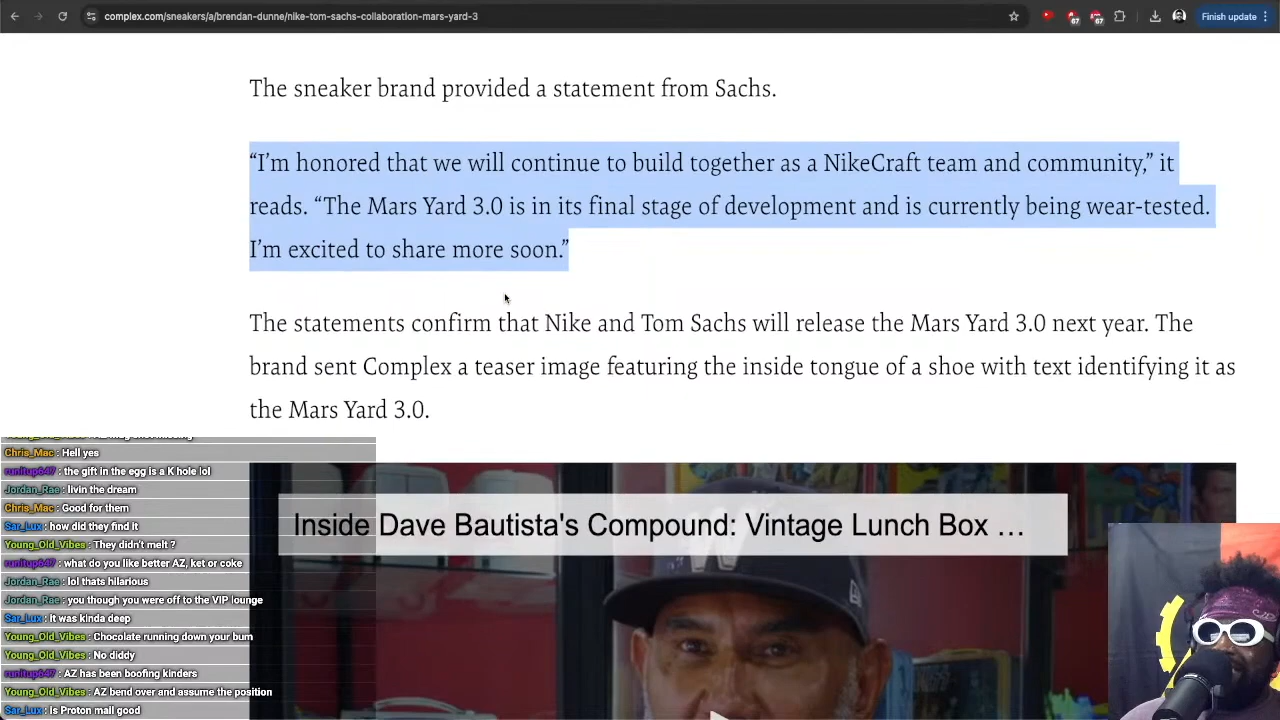 complex.com/sneakers/a/brendan-dunne/nike-tom-sachs-collaboration-mars-yard-3
67
67
Finish update
The sneaker brand provided a statement from Sachs.
“I’m honored that we will continue to build together as a NikeCraft team and community,” it
reads. “The Mars Yard 3.0 is in its final stage of development and is currently being wear-tested.
I’m excited to share more soon.”
The statements confirm that Nike and Tom Sachs will release the Mars Yard 3.0 next year. The
brand sent Complex a teaser image featuring the inside tongue of a shoe with text identifying it as
the Mars Yard 3.0.
Inside Dave Bautista's Compound: Vintage Lunch Box …
Chris_Mac : Hell yes
runitup647 : the gift in the egg is a K hole lol
Jordan_Rae : livin the dream
Chris_Mac : Good for them
Sar_Lux : how did they find it
Young_Old_Vibes : They didn't melt ?
runitup647 : what do you like better AZ, ket or coke
Jordan_Rae : lol thats hilarious
Jordan_Rae : you though you were off to the VIP lounge
Sar_Lux : It was kinda deep
Young_Old_Vibes : Chocolate running down your bum
Young_Old_Vibes : No diddy
runitup647 : AZ has been boofing kinders
Young_Old_Vibes : AZ bend over and assume the position
Sar_Lux : Is Proton mail good